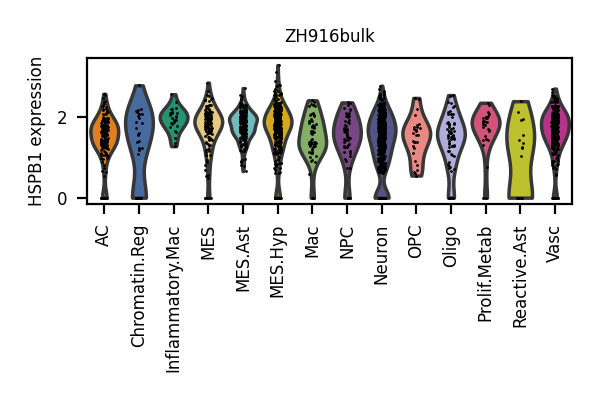 ZH916bulk
HSPB1 expression
2
0
AC
Chromatin.Reg
Inflammatory.Mac
MES
MES.Ast
MES.Hyp
Mac
NPC
Neuron
OPC
Oligo
Prolif.Metab
Reactive.Ast
Vasc